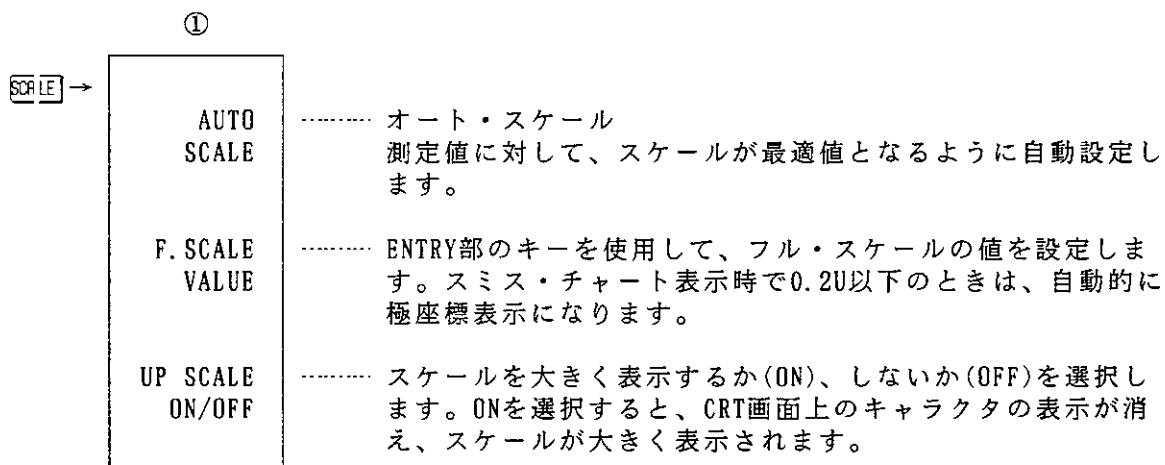 ①
SCALE →
AUTO ……… オート・スケール
SCALE 測定値に対して、スケールが最適値となるように自動設定し
ます。
F.SCALE ……… ENTRY部のキーを使用して、フル・スケールの値を設定しま
VALUE す。スミス・チャート表示時で0.2U以下のときは、自動的に
極座標表示になります。
UP SCALE ……… スケールを大きく表示するか(ON)、しないか(OFF)を選択し
ON/OFF ます。ONを選択すると、CRT画面上のキャラクタの表示が消
え、スケールが大きく表示されます。